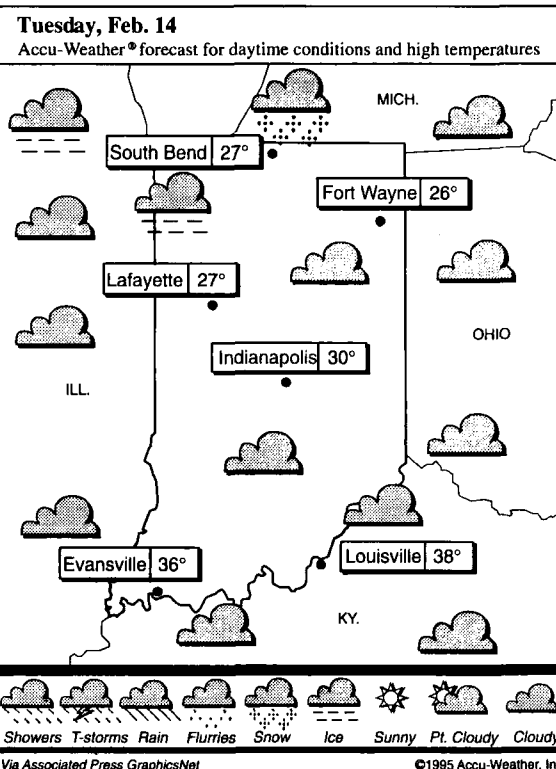 Tuesday, Feb. 14
Accu-Weather® forecast for daytime conditions and high temperatures
MICH.
South Bend 27°
Fort Wayne 26°
Lafayette 27°
OHIO
Indianapolis 30°
ILL.
Evansville 36°
Louisville 38°
KY.
Showers T-storms Rain Flurries Snow Ice Sunny Pt. Cloudy Cloudy
Via Associated Press GraphicsNet ©1995 Accu-Weather, In